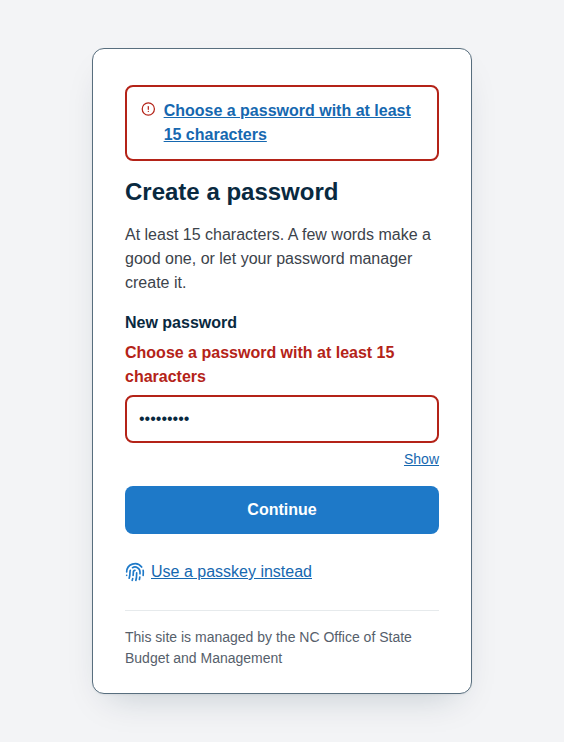 Choose a password with at least
15 characters
Create a password
At least 15 characters. A few words make a
good one, or let your password manager
create it.
New password
Choose a password with at least 15
characters
•••••••••
Show
Continue
Use a passkey instead
This site is managed by the NC Office of State
Budget and Management